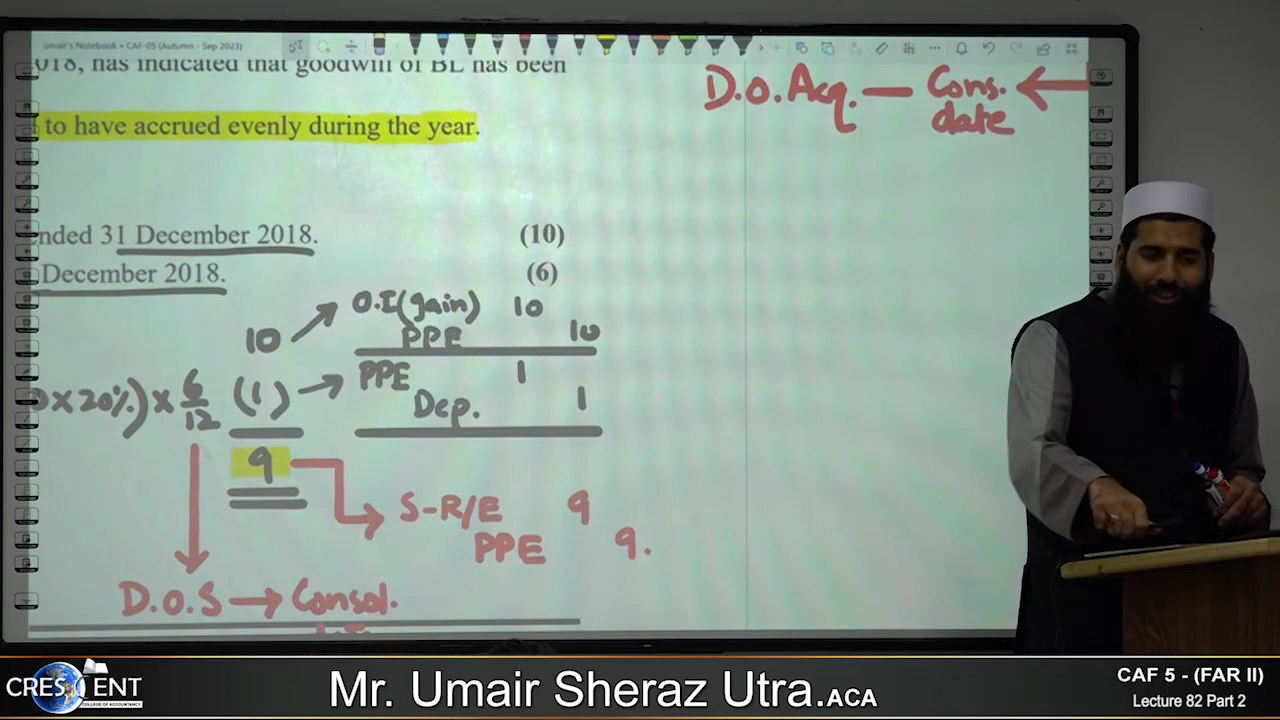 umair's Notebook • CAF-05 (Autumn - Sep 2023)
018, has indicated that goodwill of BL has been
to have accrued evenly during the year.
D.O.Acq. — Cons. date ←
ended 31 December 2018. (10)
December 2018. (6)
10 → O.I(gain) 10
PPE 10
0 x 20%) x 6/12 (1) → PPE 1
Dep. 1
9
S-R/E 9
PPE 9.
D.O.S → Consol.
CRESCENT
COLLEGE OF ACCOUNTANCY
Mr. Umair Sheraz Utra.ACA
CAF 5 - (FAR II)
Lecture 82 Part 2